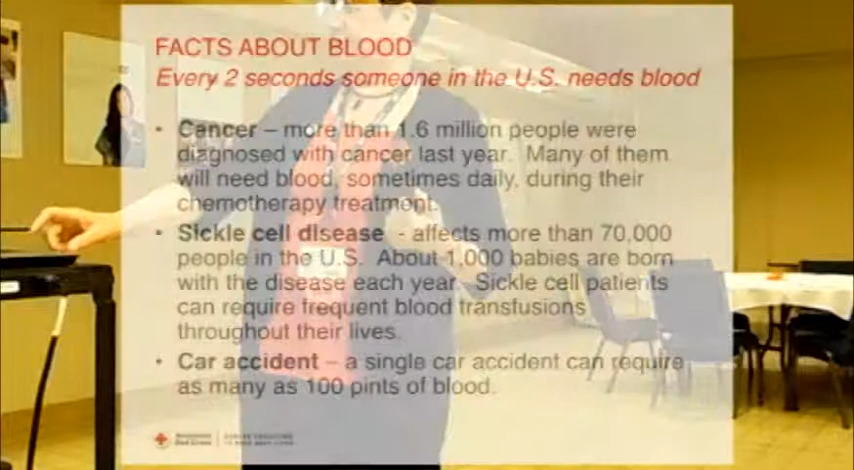 FACTS ABOUT BLOOD
Every 2 seconds someone in the U.S. needs blood
• Cancer – more than 1.6 million people were
diagnosed with cancer last year. Many of them
will need blood, sometimes daily, during their
chemotherapy treatment.
• Sickle cell disease - affects more than 70,000
people in the U.S. About 1,000 babies are born
with the disease each year. Sickle cell patients
can require frequent blood transfusions
throughout their lives.
• Car accident – a single car accident can require
as many as 100 pints of blood.
American
Red Cross